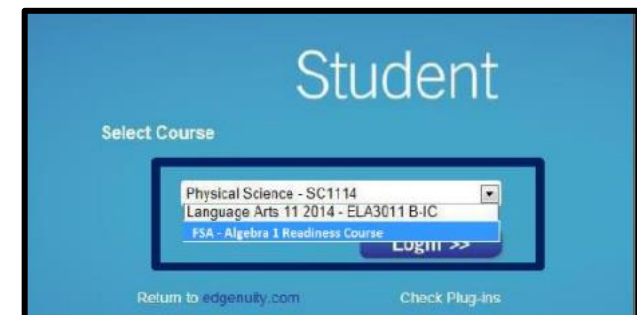 Student
Select Course
Physical Science - SC1114
Language Arts 11 2014 - ELA3011 B-IC
FSA - Algebra 1 Readiness Course
Login >>
Return to edgenuity.com Check Plug-ins